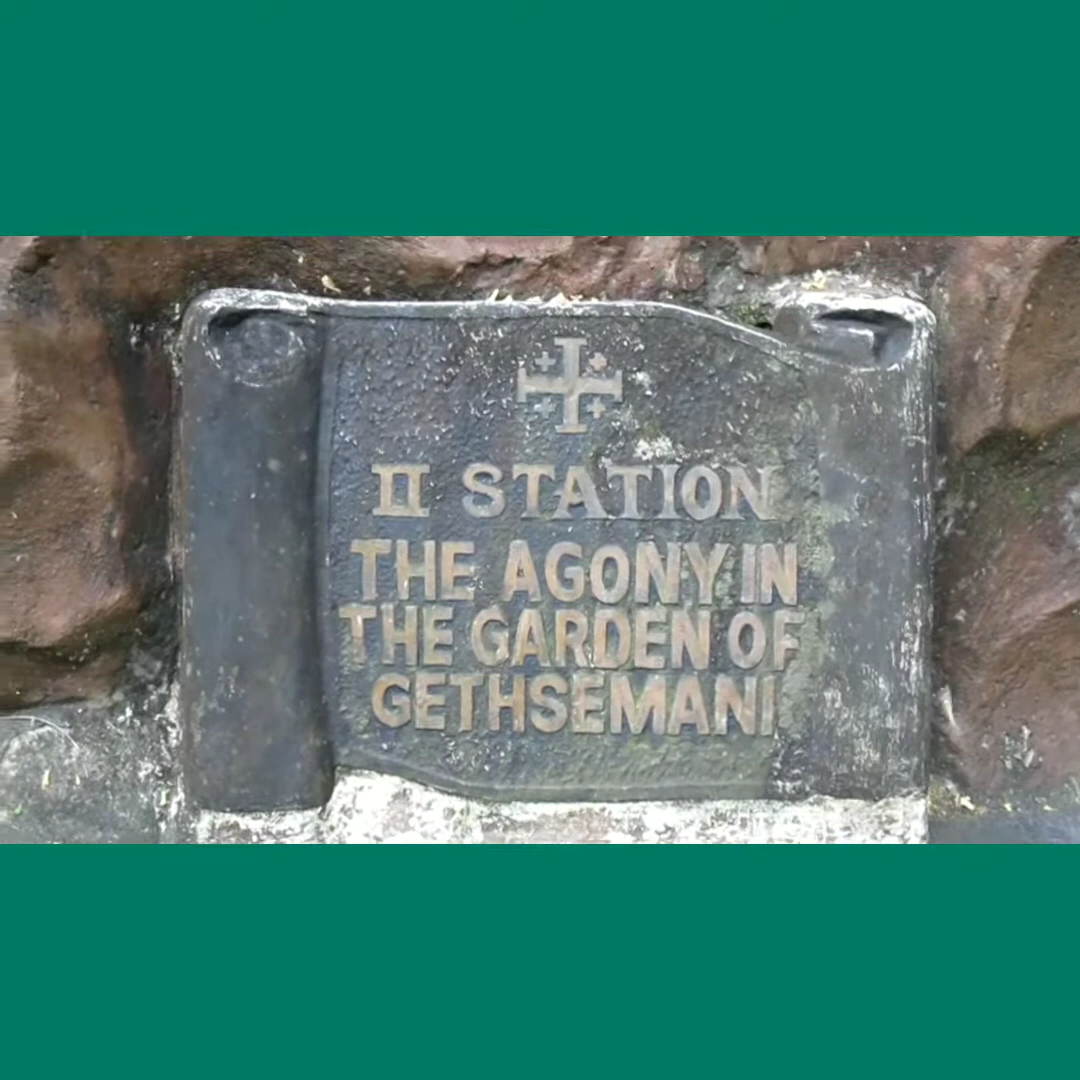 II STATION
THE AGONY IN
THE GARDEN OF
GETHSEMANI